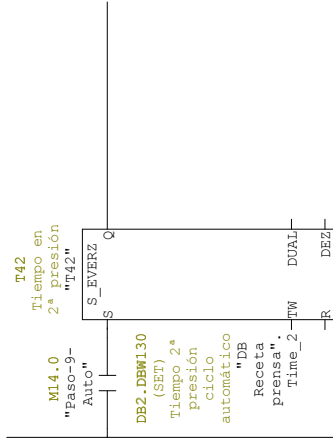 T42
Tiempo en
2ª presión
"T42"
M14.0
"Paso-9-
Auto"
S_EVERZ
S
Q
DB2.DBW130
(SET)
Tiempo 2ª
presión
ciclo
automático
"DB
Receta
prensa".
Time_2
TW
DUAL
R
DEZ